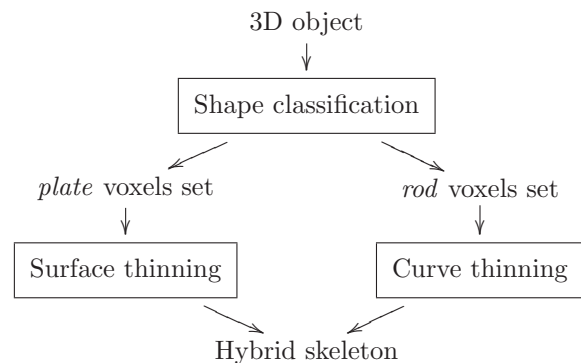 3D object
Shape classification
plate voxels set
rod voxels set
Surface thinning
Curve thinning
Hybrid skeleton